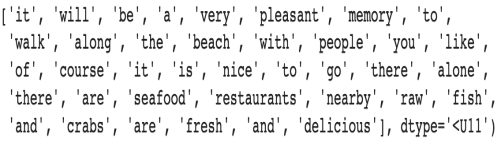 ['it', 'will', 'be', 'a', 'very', 'pleasant', 'memory', 'to',
'walk', 'along', 'the', 'beach', 'with', 'people', 'you', 'like',
'of', 'course', 'it', 'is', 'nice', 'to', 'go', 'there', 'alone',
'there', 'are', 'seafood', 'restaurants', 'nearby', 'raw', 'fish',
'and', 'crabs', 'are', 'fresh', 'and', 'delicious'], dtype='<U11')